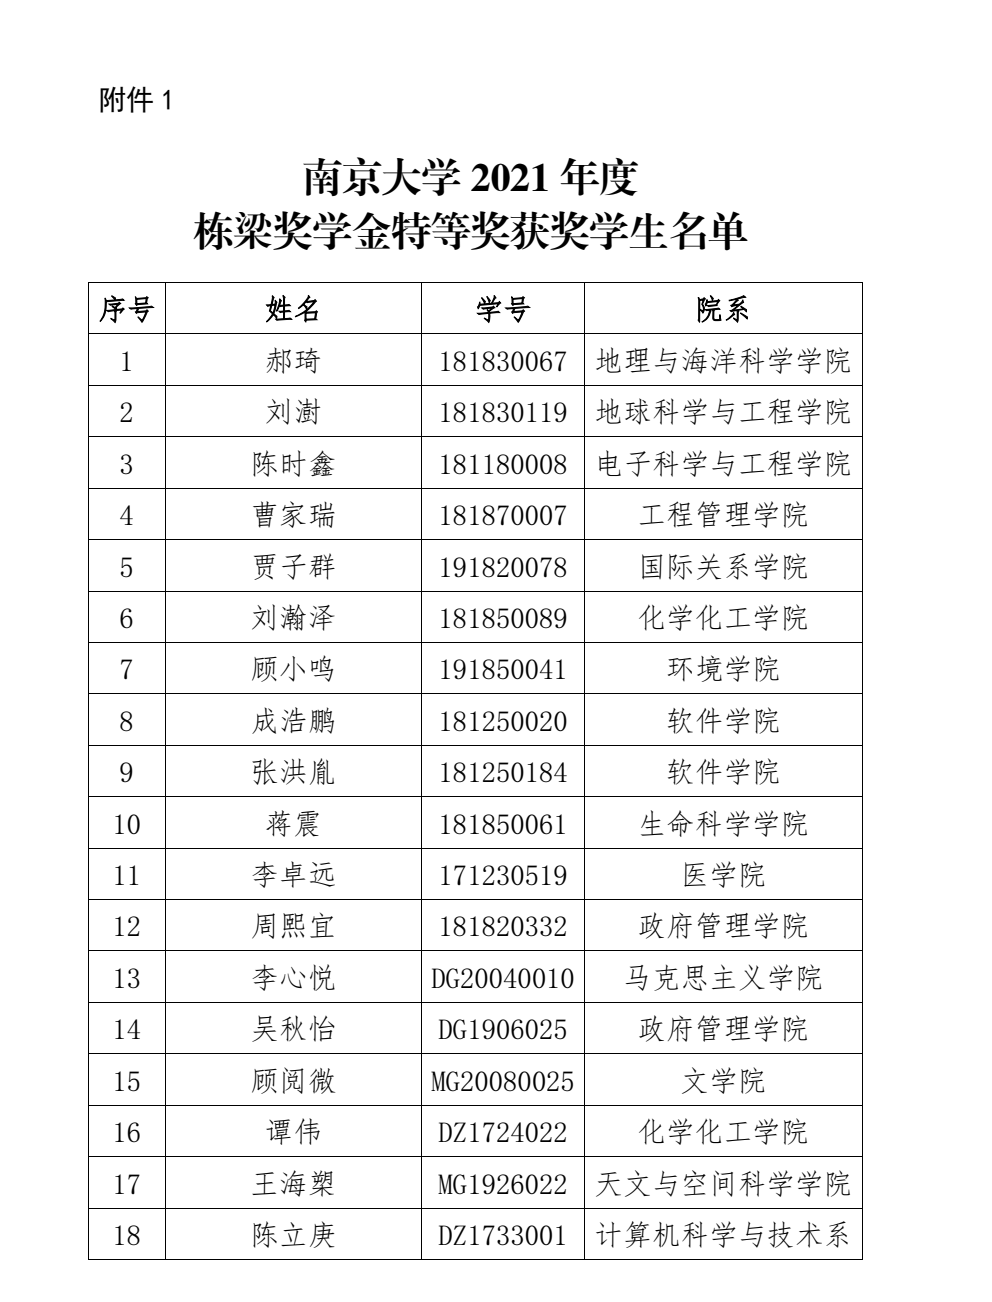 附件 1
南京大学 2021 年度
栋梁奖学金特等奖获奖学生名单
序号 姓名 学号 院系
1 郝琦 181830067 地理与海洋科学学院
2 刘澍 181830119 地球科学与工程学院
3 陈时鑫 181180008 电子科学与工程学院
4 曹家瑞 181870007 工程管理学院
5 贾子群 191820078 国际关系学院
6 刘瀚泽 181850089 化学化工学院
7 顾小鸣 191850041 环境学院
8 成浩鹏 181250020 软件学院
9 张洪胤 181250184 软件学院
10 蒋震 181850061 生命科学学院
11 李卓远 171230519 医学院
12 周熙宜 181820332 政府管理学院
13 李心悦 DG20040010 马克思主义学院
14 吴秋怡 DG1906025 政府管理学院
15 顾阅微 MG20080025 文学院
16 谭伟 DZ1724022 化学化工学院
17 王海塑 MG1926022 天文与空间科学学院
18 陈立庚 DZ1733001 计算机科学与技术系